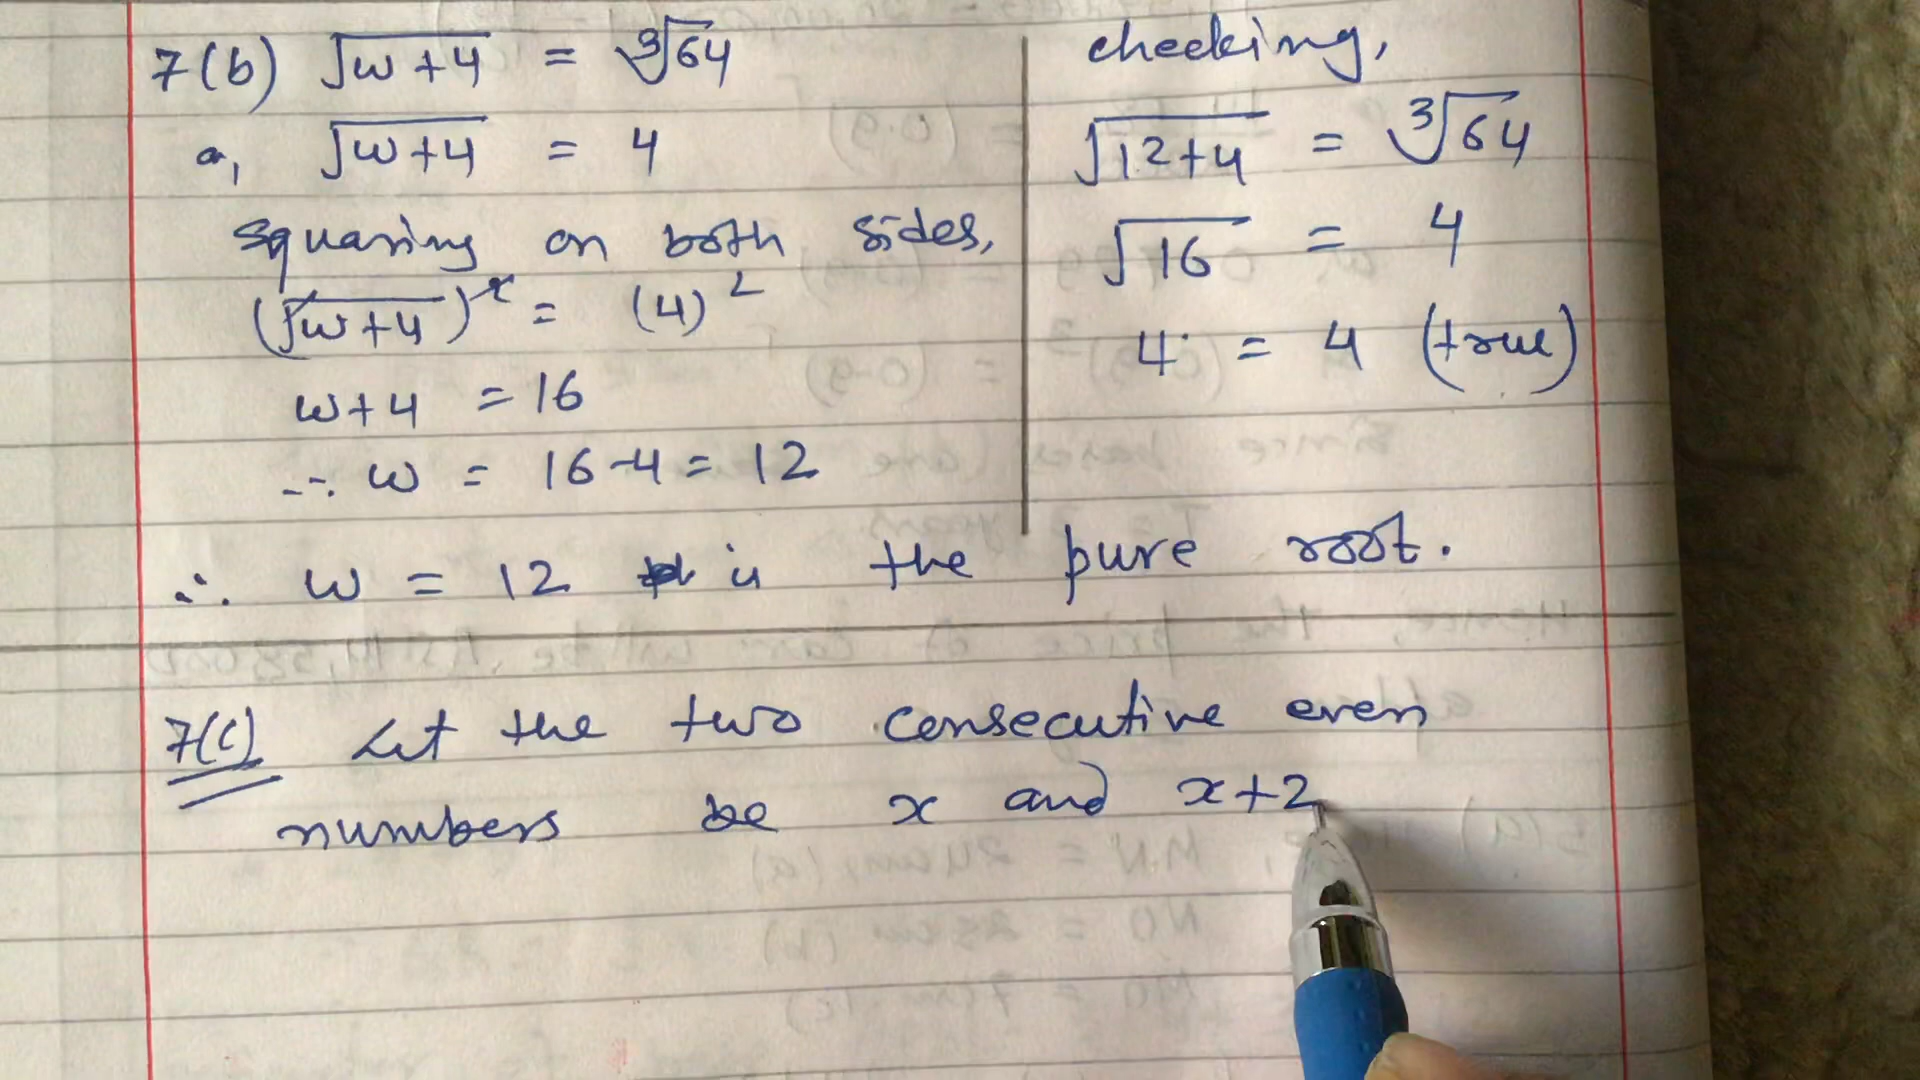 7(b) √w+4 = ∛64
or, √w+4 = 4
squaring on both sides,
(√w+4)² = (4)²
w+4 = 16
∴ w = 16-4 = 12
checking,
√12+4 = ∛64
√16 = 4
4 = 4 (true)
∴ w = 12 is the pure root.
7(c) Let the two consecutive even
numbers be x and x+2